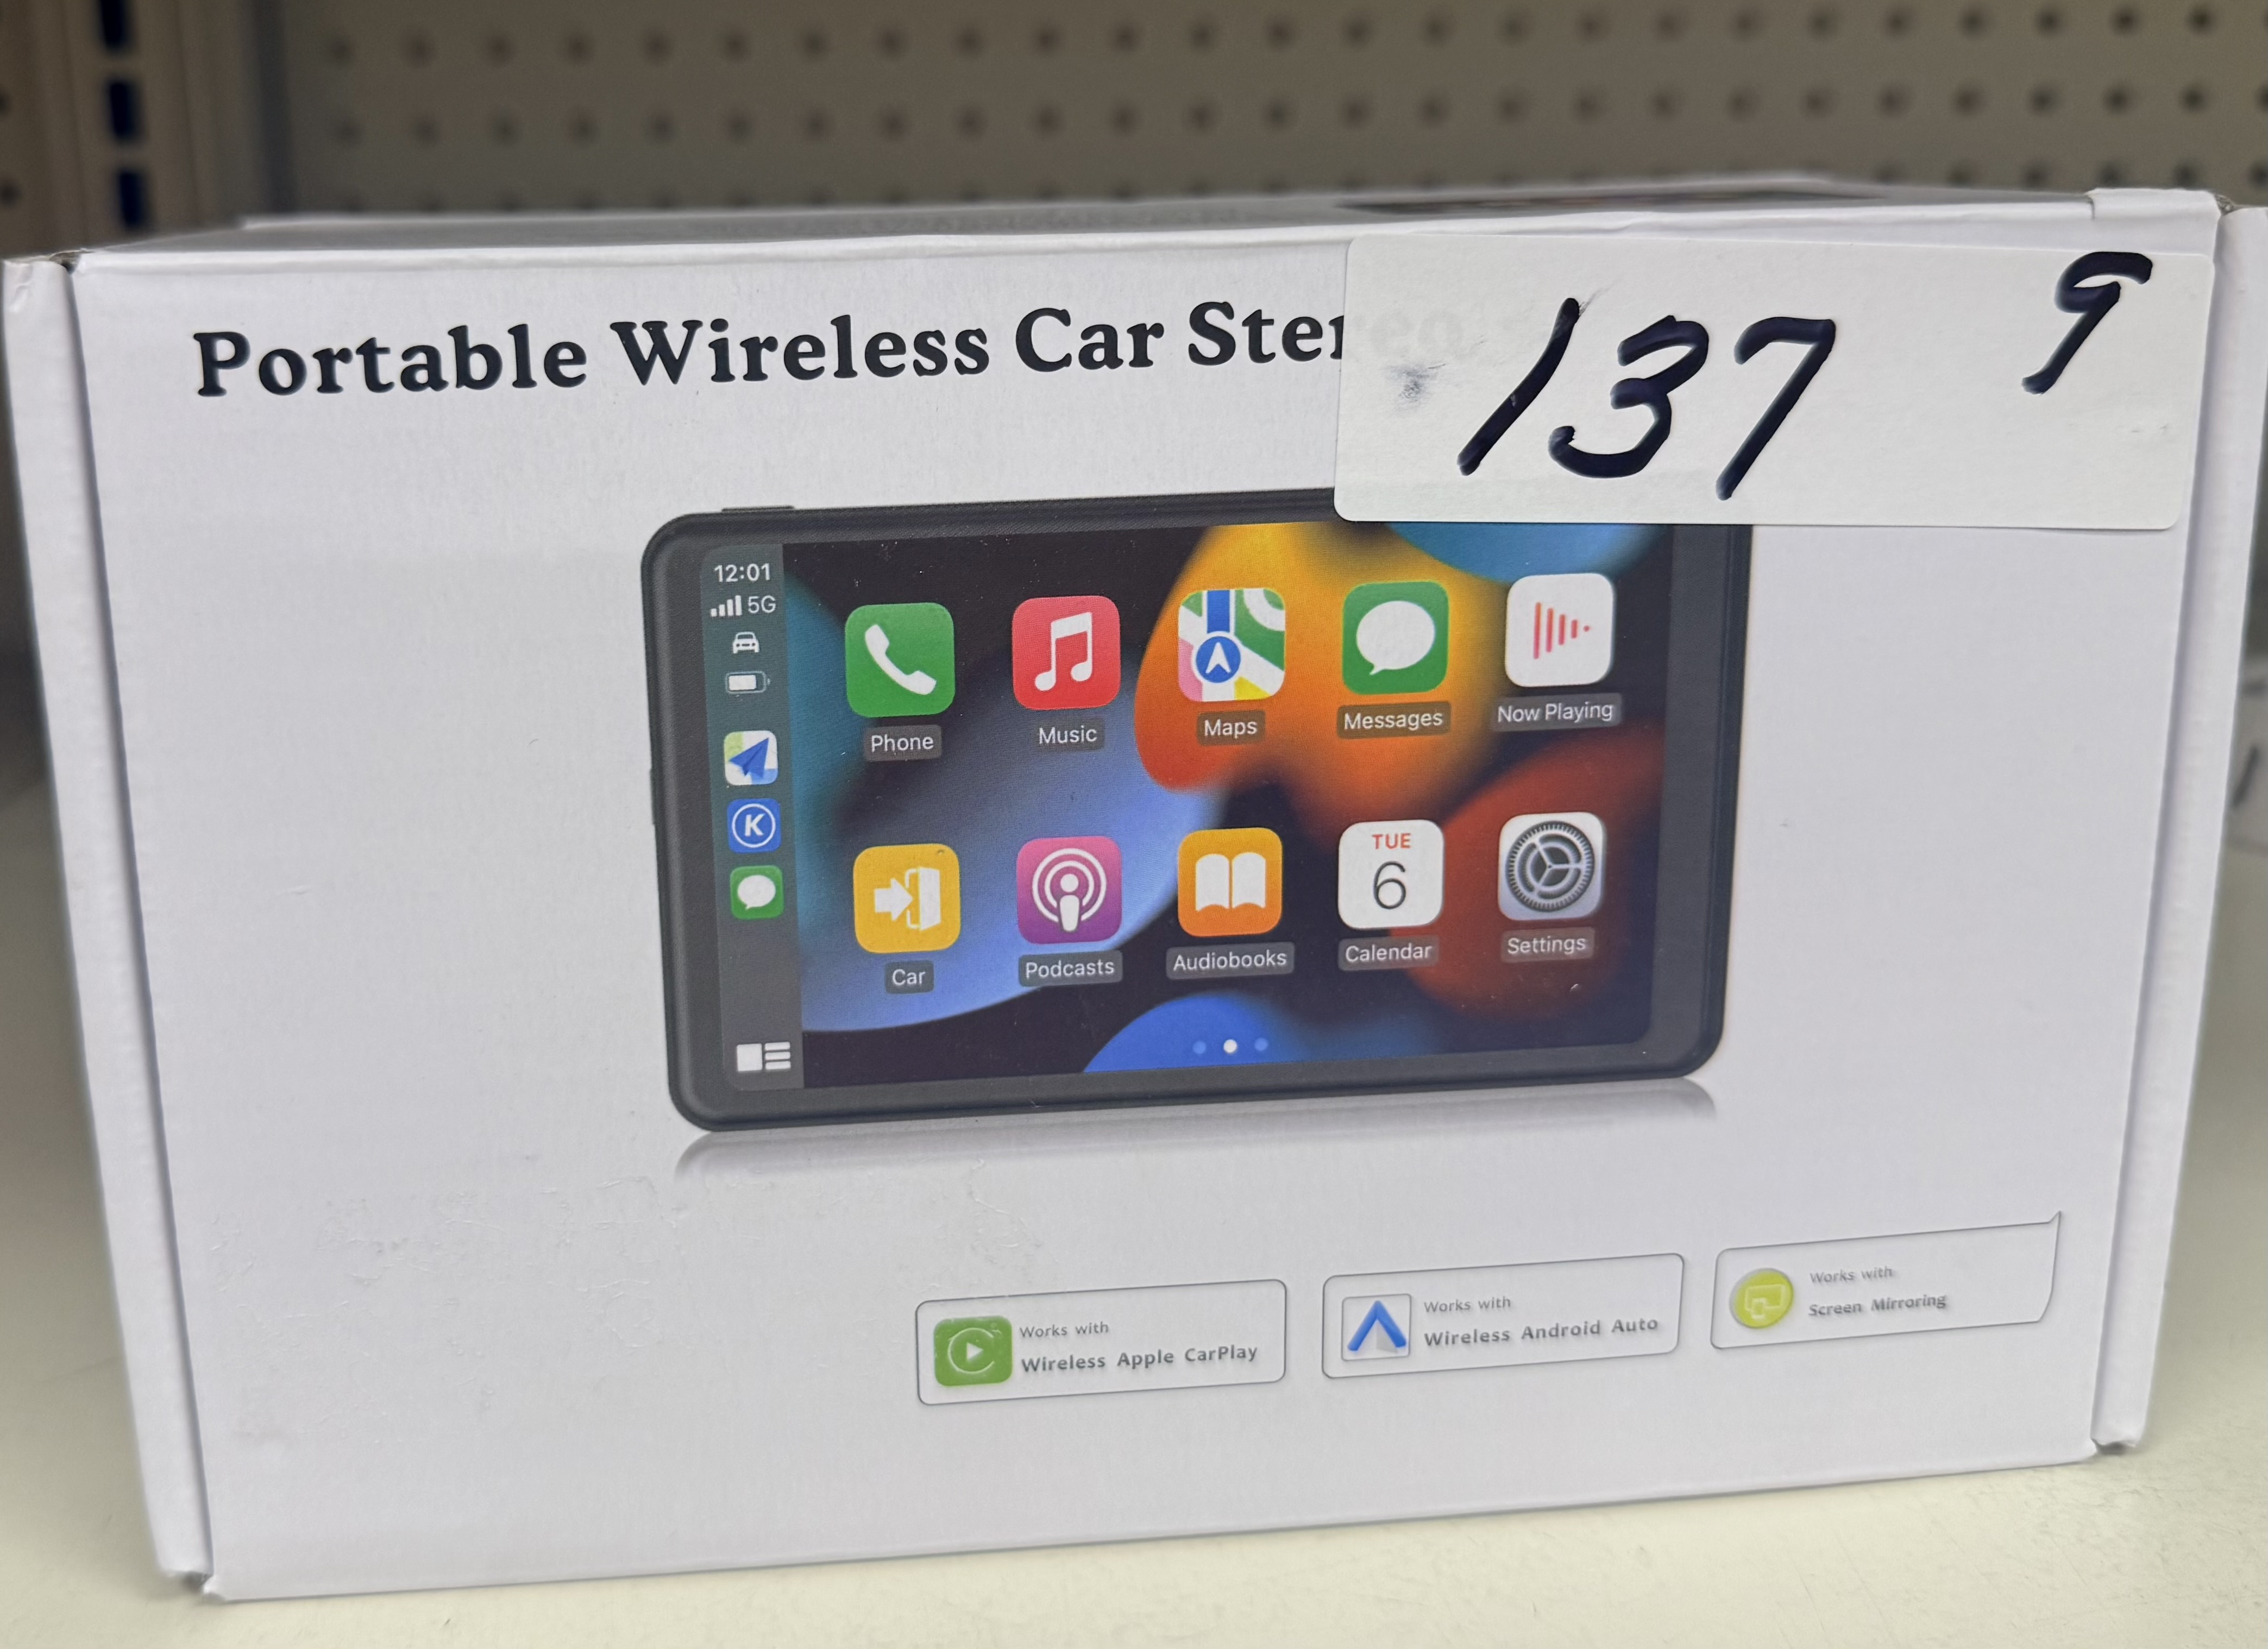 Portable Wireless Car Ster
137 9
12:01
5G
Phone Music Maps Messages Now Playing
K
TUE
6
Car Podcasts Audiobooks Calendar Settings
Works with
Wireless Apple CarPlay
Works with
Wireless Android Auto
Works with
Screen Mirroring